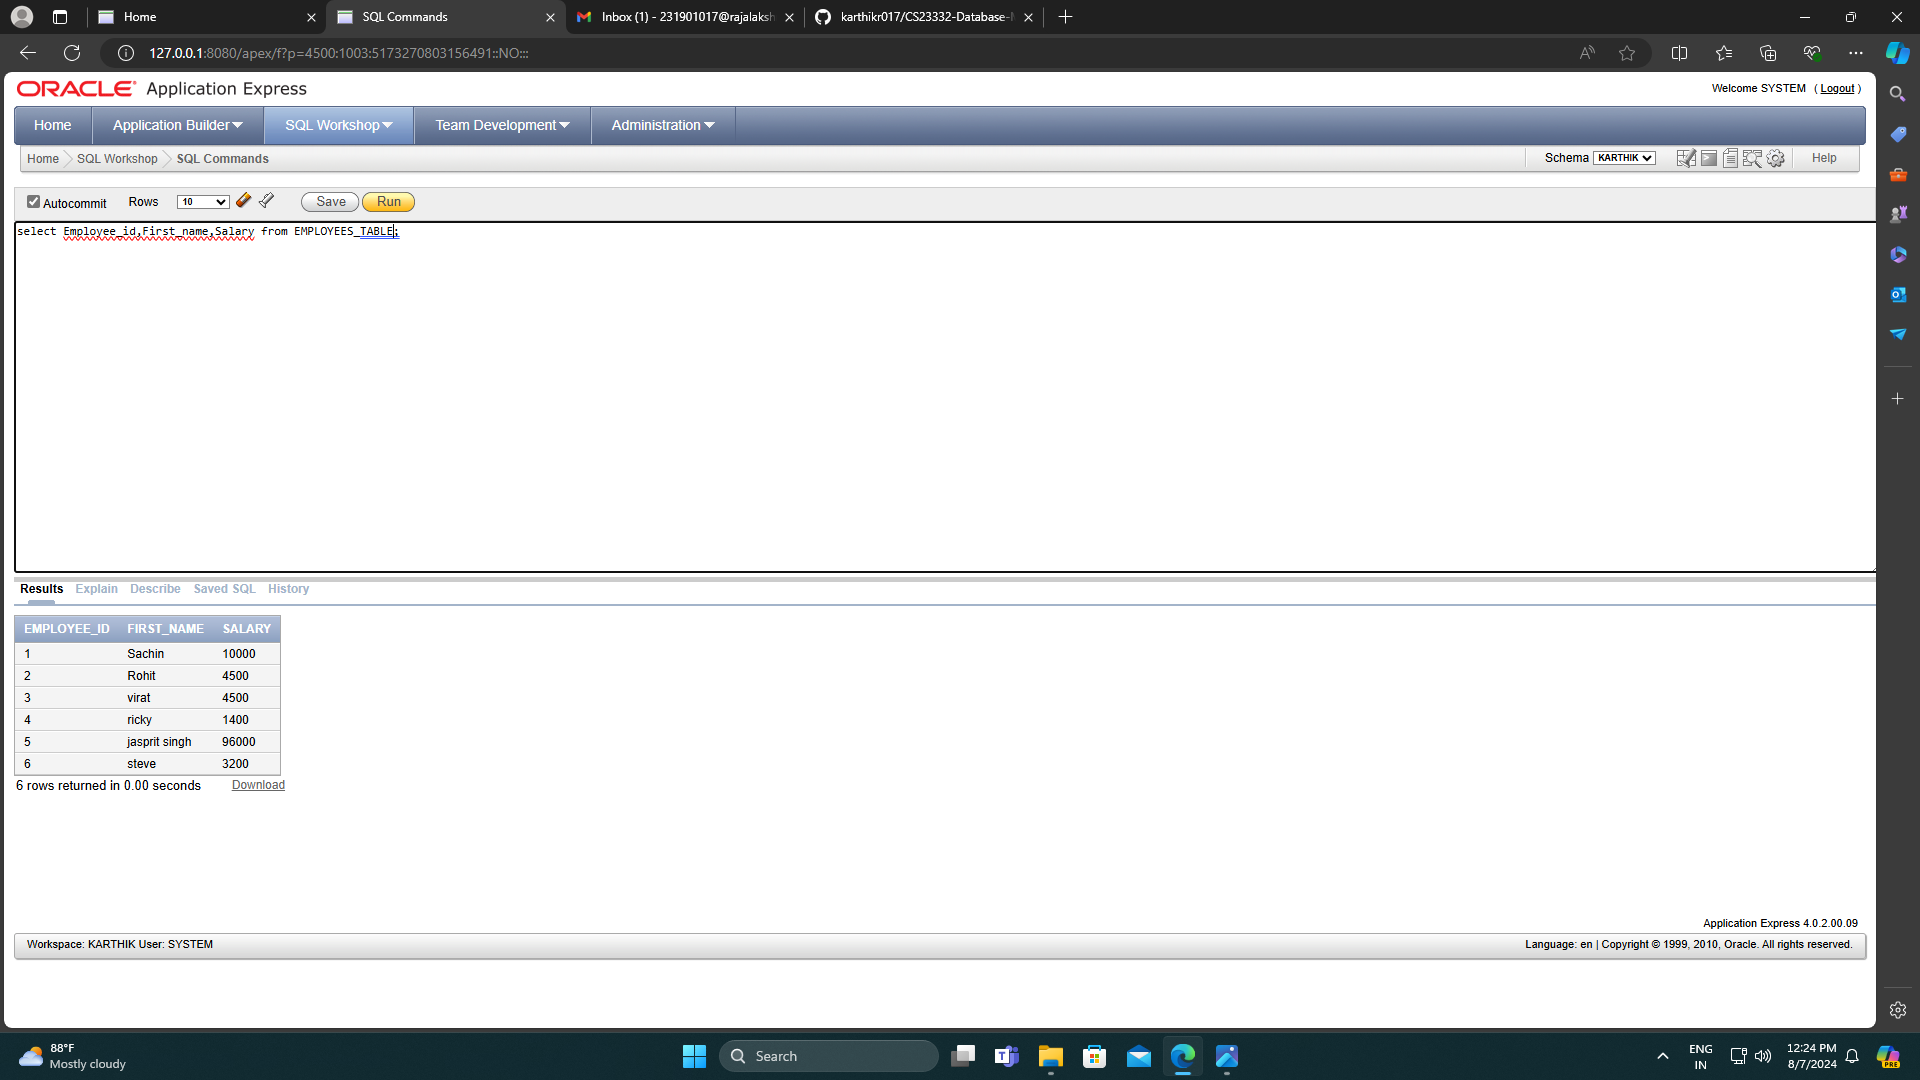 Home
SQL Commands
Inbox (1) - 231901017@rajalaksh
karthikr017/CS23332-Database-
127.0.0.1:8080/apex/f?p=4500:1003:5173270803156491::NO:::
ORACLE Application Express
Welcome SYSTEM ( Logout )
Home
Application Builder
SQL Workshop
Team Development
Administration
Home
SQL Workshop
SQL Commands
Schema KARTHIK
Help
Autocommit
Rows
10
Save
Run
select Employee_id,First_name,Salary from EMPLOYEES_TABLE;
Results Explain Describe Saved SQL History
EMPLOYEE_ID FIRST_NAME SALARY
1 Sachin 10000
2 Rohit 4500
3 virat 4500
4 ricky 1400
5 jasprit singh 96000
6 steve 3200
6 rows returned in 0.00 seconds Download
Application Express 4.0.2.00.09
Workspace: KARTHIK User: SYSTEM
Language: en | Copyright © 1999, 2010, Oracle. All rights reserved.
88°F
Mostly cloudy
Search
ENG
IN
12:24 PM
8/7/2024
PRE